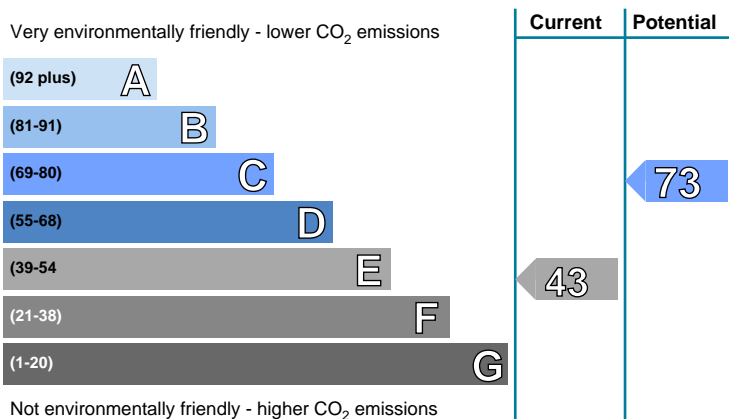 Very environmentally friendly - lower CO2 emissions
Current
Potential
(92 plus) A
(81-91) B
(69-80) C
73
(55-68) D
(39-54 E
43
(21-38) F
(1-20) G
Not environmentally friendly - higher CO2 emissions